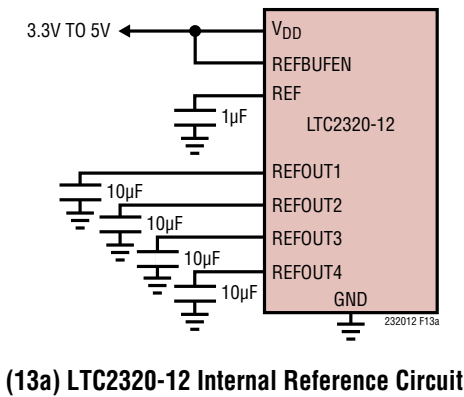 3.3V TO 5V
VDD
REFBUFEN
REF
1µF
LTC2320-12
REFOUT1
10µF
REFOUT2
10µF
REFOUT3
10µF
REFOUT4
10µF
GND
232012 F13a
(13a) LTC2320-12 Internal Reference Circuit